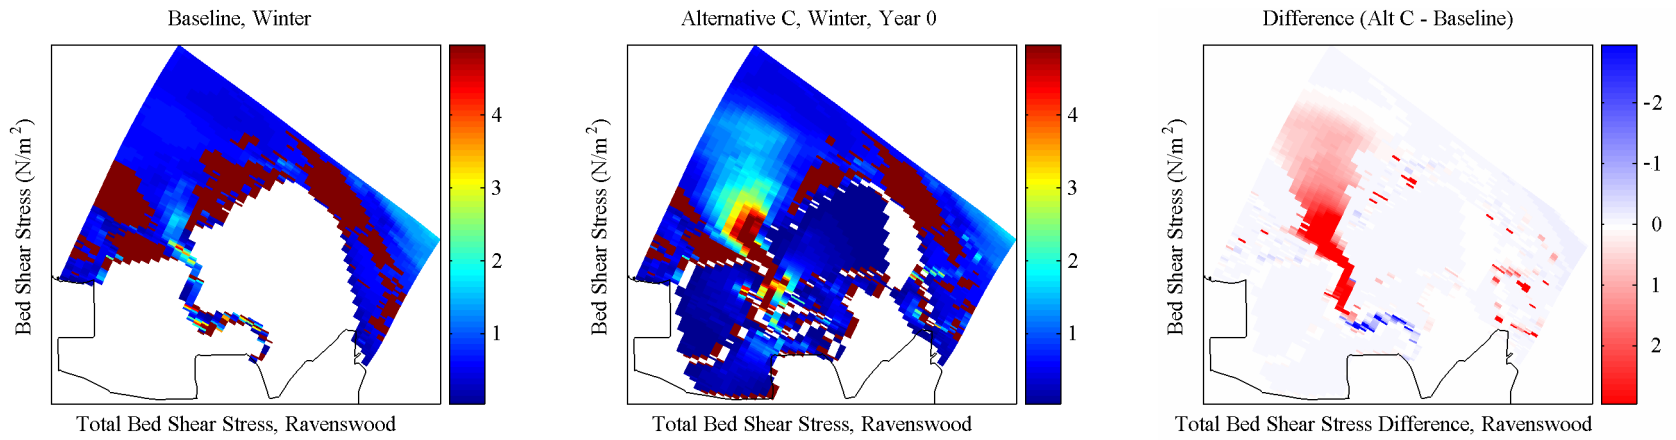 Baseline, Winter
Bed Shear Stress (N/m²)
4
3
2
1
Total Bed Shear Stress, Ravenswood
Alternative C, Winter, Year 0
Bed Shear Stress (N/m²)
4
3
2
1
Total Bed Shear Stress, Ravenswood
Difference (Alt C - Baseline)
Bed Shear Stress (N/m²)
-2
-1
0
1
2
Total Bed Shear Stress Difference, Ravenswood